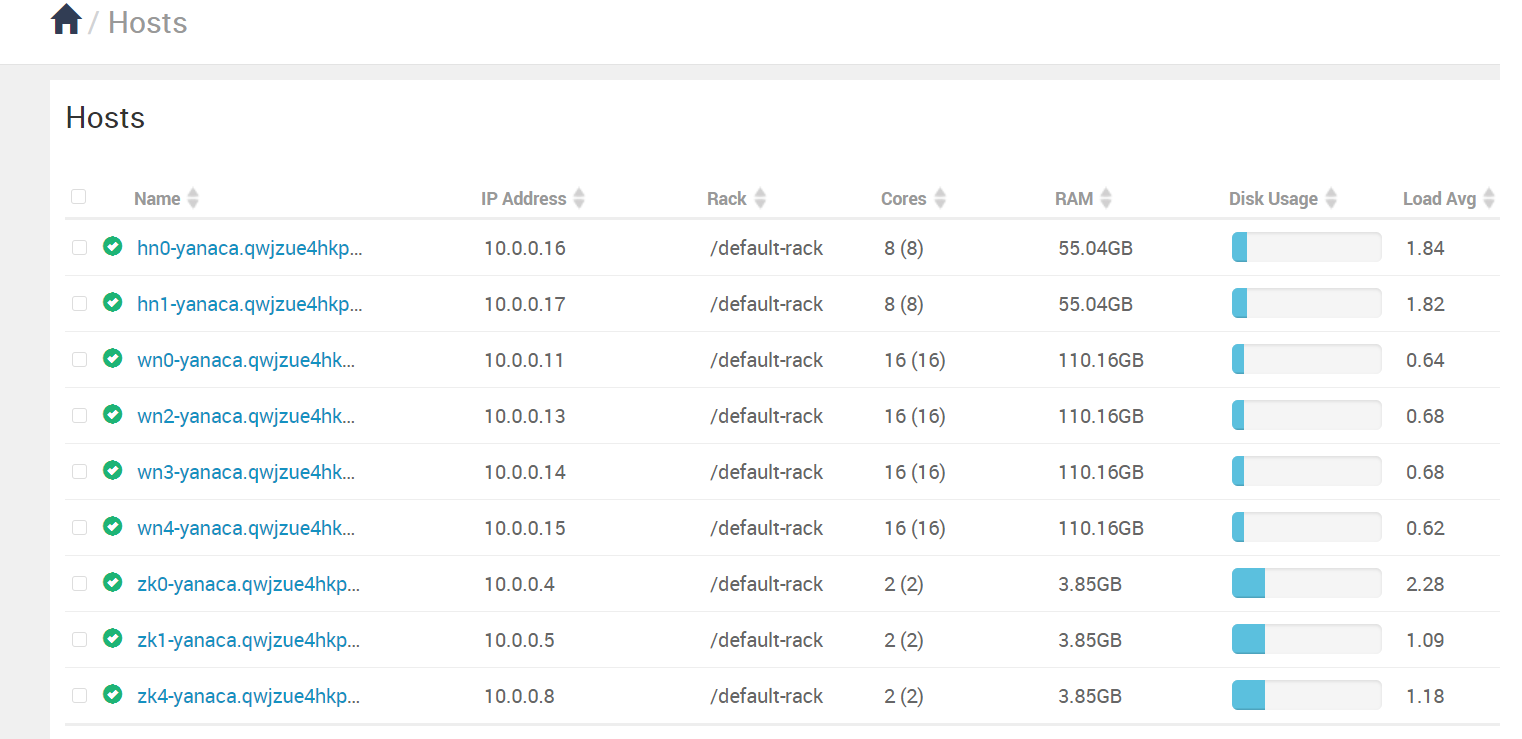 / Hosts
Hosts
Name IP Address Rack Cores RAM Disk Usage Load Avg
hn0-yanaca.qwjzue4hkp... 10.0.0.16 /default-rack 8 (8) 55.04GB 1.84
hn1-yanaca.qwjzue4hkp... 10.0.0.17 /default-rack 8 (8) 55.04GB 1.82
wn0-yanaca.qwjzue4hk... 10.0.0.11 /default-rack 16 (16) 110.16GB 0.64
wn2-yanaca.qwjzue4hk... 10.0.0.13 /default-rack 16 (16) 110.16GB 0.68
wn3-yanaca.qwjzue4hk... 10.0.0.14 /default-rack 16 (16) 110.16GB 0.68
wn4-yanaca.qwjzue4hk... 10.0.0.15 /default-rack 16 (16) 110.16GB 0.62
zk0-yanaca.qwjzue4hkp... 10.0.0.4 /default-rack 2 (2) 3.85GB 2.28
zk1-yanaca.qwjzue4hkp... 10.0.0.5 /default-rack 2 (2) 3.85GB 1.09
zk4-yanaca.qwjzue4hkp... 10.0.0.8 /default-rack 2 (2) 3.85GB 1.18